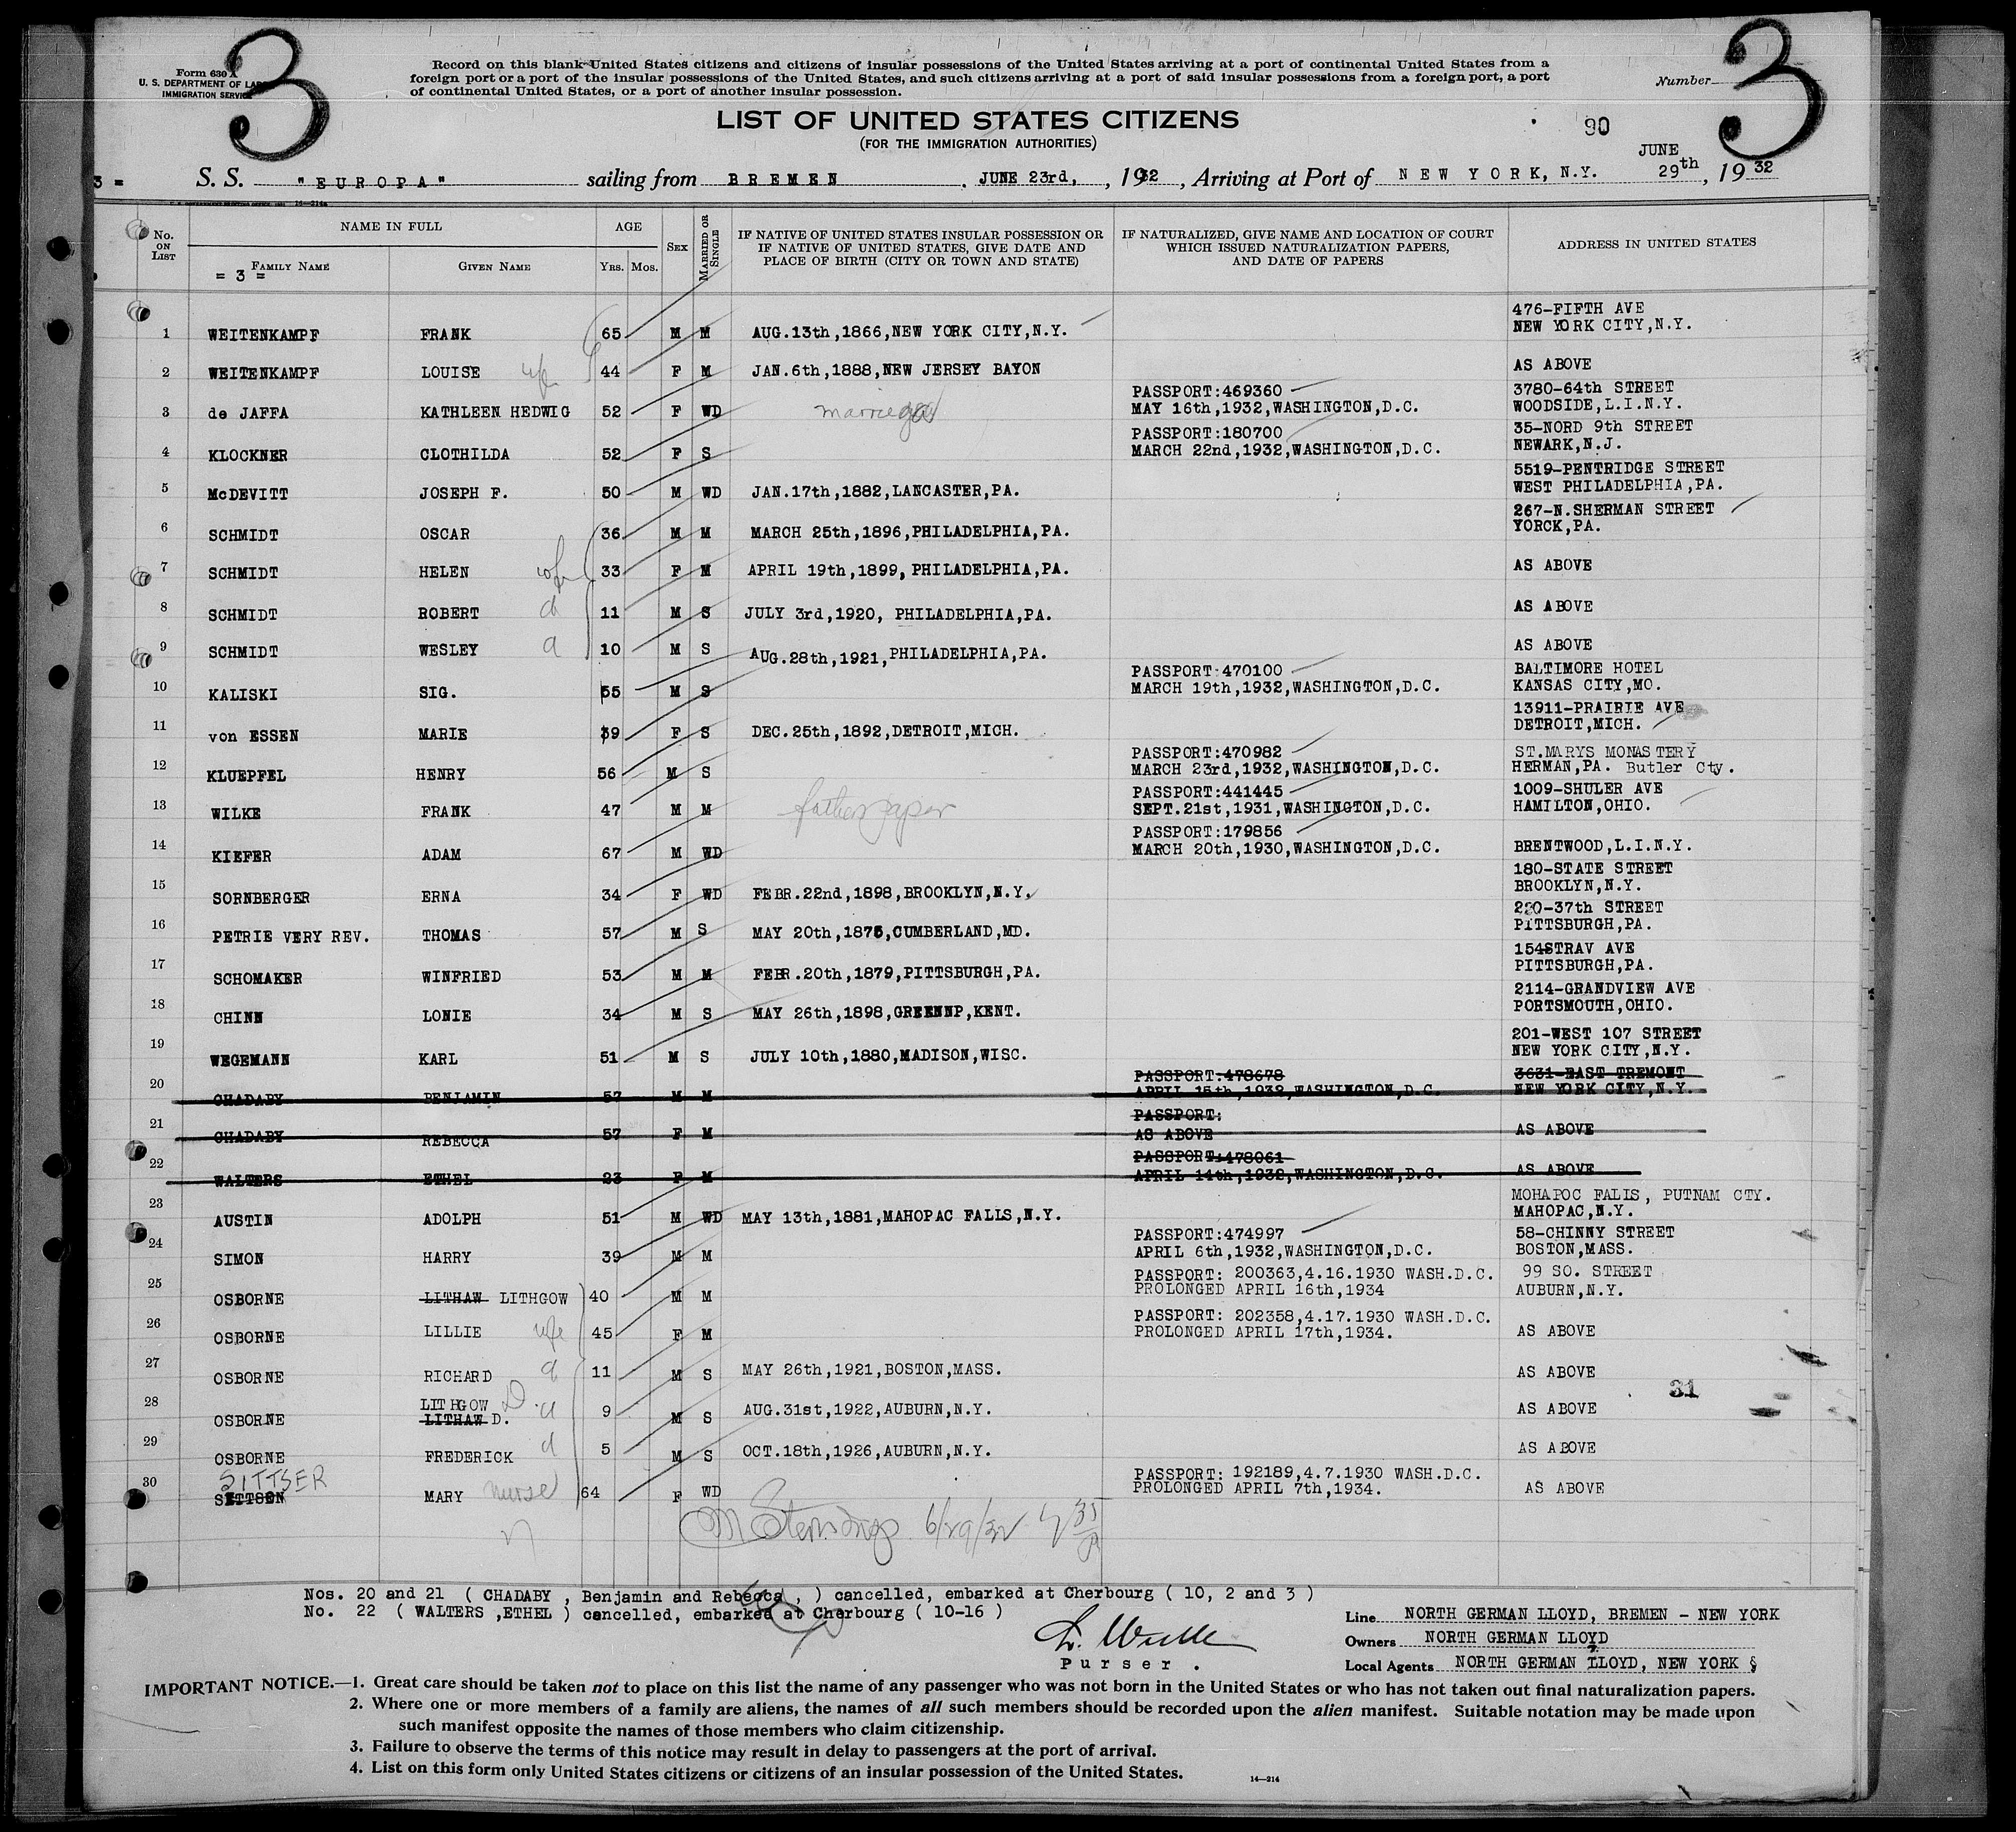 3
3
Form 630 A
U. S. DEPARTMENT OF LABOR
IMMIGRATION SERVICE
Record on this blank United States citizens and citizens of insular possessions of the United States arriving at a port of continental United States from a
foreign port or a port of the insular possessions of the United States, and such citizens arriving at a port of said insular possessions from a foreign port, a port
of continental United States, or a port of another insular possession.
Number
LIST OF UNITED STATES CITIZENS
(FOR THE IMMIGRATION AUTHORITIES)
90
3 = S. S. "EUROPA" sailing from BREMEN, JUNE 23rd, , 1932, Arriving at Port of NEW YORK, N.Y. JUNE 29th, 1932
No. ON LIST
NAME IN FULL
FAMILY NAME
= 3 =
GIVEN NAME
AGE
Yrs. Mos.
SEX
MARRIED OR SINGLE
IF NATIVE OF UNITED STATES INSULAR POSSESSION OR
IF NATIVE OF UNITED STATES, GIVE DATE AND
PLACE OF BIRTH (CITY OR TOWN AND STATE)
IF NATURALIZED, GIVE NAME AND LOCATION OF COURT
WHICH ISSUED NATURALIZATION PAPERS,
AND DATE OF PAPERS
ADDRESS IN UNITED STATES
476-FIFTH AVE
1 WEITENKAMPF FRANK 65 M M AUG.13th,1866,NEW YORK CITY,N.Y. NEW YORK CITY,N.Y.
2 WEITENKAMPF LOUISE wife 44 F M JAN.6th,1888,NEW JERSEY BAYON AS ABOVE
PASSPORT:469360 3780-64th STREET
3 de JAFFA KATHLEEN HEDWIG 52 F WD MAY 16th,1932,WASHINGTON,D.C. WOODSIDE,L.I.N.Y.
PASSPORT:180700 35-NORD 9th STREET
4 KLOCKNER CLOTHILDA 52 F S MARCH 22nd,1932,WASHINGTON,D.C. NEWARK,N.J.
5519-PENTRIDGE STREET
5 McDEVITT JOSEPH F. 50 M WD JAN.17th,1882,LANCASTER,PA. WEST PHILADELPHIA,PA.
267-N.SHERMAN STREET
6 SCHMIDT OSCAR 36 M M MARCH 25th,1896,PHILADELPHIA,PA. YORCK,PA.
7 SCHMIDT HELEN wife 33 F M APRIL 19th,1899, PHILADELPHIA,PA. AS ABOVE
8 SCHMIDT ROBERT 11 M S JULY 3rd,1920, PHILADELPHIA,PA. AS ABOVE
9 SCHMIDT WESLEY 10 M S AUG.28th,1921,PHILADELPHIA,PA. AS ABOVE
PASSPORT:470100 BALTIMORE HOTEL
10 KALISKI SIG. 55 M S MARCH 19th,1932,WASHINGTON,D.C. KANSAS CITY,MO.
13911-PRAIRIE AVE
11 von ESSEN MARIE 39 F S DEC.25th,1892,DETROIT,MICH. DETROIT,MICH.
PASSPORT:470982 ST.MARYS MONASTERY
12 KLUEPFEL HENRY 56 M S MARCH 23rd,1932,WASHINGTON,D.C. HERMAN,PA. Butler Cty.
PASSPORT:441445 1009-SHULER AVE
13 WILKE FRANK 47 M M fathers paper SEPT.21st,1931,WASHINGTON,D.C. HAMILTON,OHIO.
PASSPORT:179856
14 KIEFER ADAM 67 M WD MARCH 20th,1930,WASHINGTON,D.C. BRENTWOOD,L.I.N.Y.
180-STATE STREET
15 SORNBERGER ERNA 34 F WD FEBR.22nd,1898,BROOKLYN,N.Y. BROOKLYN,N.Y.
220-37th STREET
16 PETRIE VERY REV. THOMAS 57 M S MAY 20th,1875,CUMBERLAND,MD. PITTSBURGH,PA.
154STRAV AVE
17 SCHOMAKER WINFRIED 53 M M FEBR.20th,1879,PITTSBURGH,PA. PITTSBURGH,PA.
2114-GRANDVIEW AVE
18 CHINN LONIE 34 M S MAY 26th,1898,GREENNP,KENT. PORTSMOUTH,OHIO.
201-WEST 107 STREET
19 WEGEMANN KARL 51 M S JULY 10th,1880,MADISON,WISC. NEW YORK CITY,N.Y.
PASSPORT:478678 3631-EAST TREMONT
20 CHADABY BENJAMIN 57 M M APRIL 15th,1932,WASHINGTON,D.C. NEW YORK CITY,N.Y.
PASSPORT:
21 CHADABY REBECCA 57 F M AS ABOVE AS ABOVE
PASSPORT:478061
22 WALTERS ETHEL 23 F M APRIL 14th,1932,WASHINGTON,D.C. AS ABOVE
MOHAPOC FALIS, PUTNAM CTY.
23 AUSTIN ADOLPH 51 M WD MAY 13th,1881,MAHOPAC FALLS,N.Y. MAHOPAC,N.Y.
PASSPORT:474997 58-CHINNY STREET
24 SIMON HARRY 39 M M APRIL 6th,1932,WASHINGTON,D.C. BOSTON,MASS.
PASSPORT: 200363,4.16.1930 WASH.D.C. 99 SO. STREET
25 OSBORNE LITHAW LITHGOW 40 M M PROLONGED APRIL 16th,1934 AUBURN,N.Y.
PASSPORT: 202358,4.17.1930 WASH.D.C.
26 OSBORNE LILLIE wife 45 F M PROLONGED APRIL 17th,1934. AS ABOVE
27 OSBORNE RICHARD 11 M S MAY 26th,1921,BOSTON,MASS. AS ABOVE
31
LITHGOW D.
28 OSBORNE LITHAW D. 9 M S AUG.31st,1922,AUBURN,N.Y. AS ABOVE
29 OSBORNE FREDERICK 5 M S OCT.18th,1926,AUBURN,N.Y. AS ABOVE
SITTSER PASSPORT: 192189,4.7.1930 WASH.D.C.
30 SETTSEN MARY nurse 64 F WD PROLONGED APRIL 7th,1934. AS ABOVE
6/29/32
Nos. 20 and 21 ( CHADABY , Benjamin and Rebecca , ) cancelled, embarked at Cherbourg ( 10, 2 and 3 )
No. 22 ( WALTERS ,ETHEL ) cancelled, embarked at Cherbourg ( 10-16 )
Purser.
Line NORTH GERMAN LLOYD, BREMEN - NEW YORK
Owners NORTH GERMAN LLOYD
Local Agents NORTH GERMAN LLOYD, NEW YORK
IMPORTANT NOTICE.—1. Great care should be taken not to place on this list the name of any passenger who was not born in the United States or who has not taken out final naturalization papers.
2. Where one or more members of a family are aliens, the names of all such members should be recorded upon the alien manifest. Suitable notation may be made upon
such manifest opposite the names of those members who claim citizenship.
3. Failure to observe the terms of this notice may result in delay to passengers at the port of arrival.
4. List on this form only United States citizens or citizens of an insular possession of the United States.
14—214